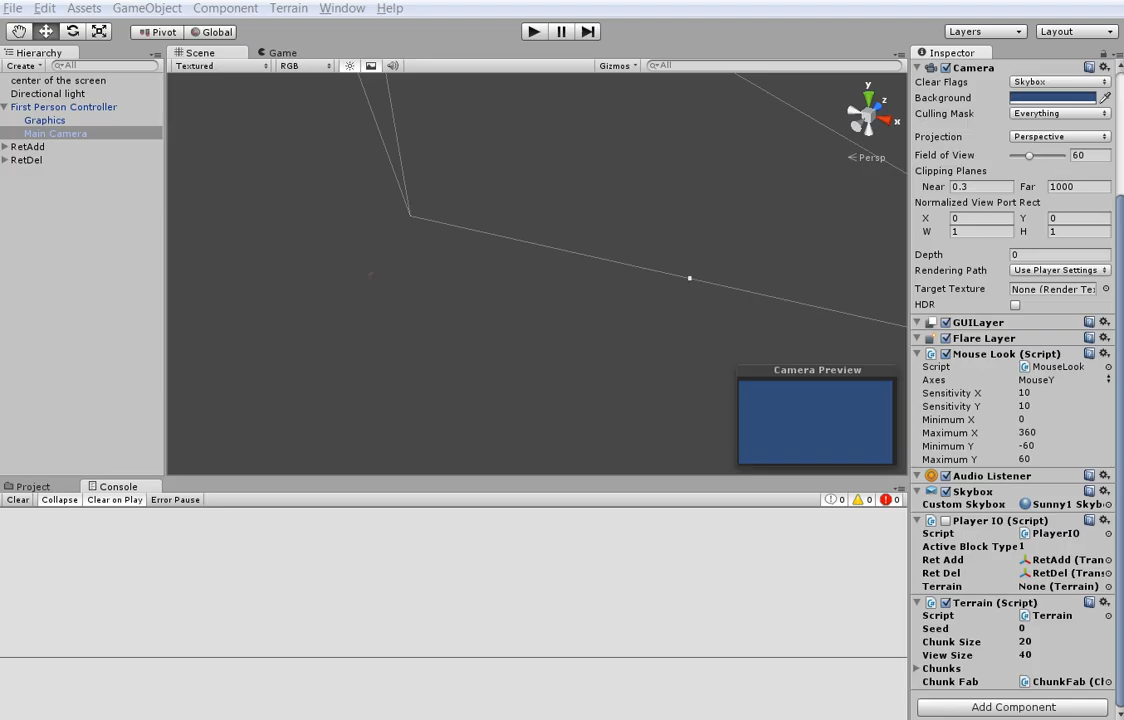 File Edit Assets GameObject Component Terrain Window Help
Pivot Global Layers Layout
Hierarchy Scene Game Inspector
Create All Textured RGB Gizmos All
Camera
Clear Flags Skybox
Background
Culling Mask Everything
Projection Perspective
Field of View 60
Clipping Planes
Near 0.3 Far 1000
Normalized View Port Rect
X 0 Y 0
W 1 H 1
Depth 0
Rendering Path Use Player Settings
Target Texture None (Render Te:
HDR
GUILayer
Flare Layer
Mouse Look (Script)
Script MouseLook
Axes MouseY
Sensitivity X 10
Sensitivity Y 10
Minimum X 0
Maximum X 360
Minimum Y -60
Maximum Y 60
Audio Listener
Skybox
Custom Skybox Sunny1 Skyb
Player IO (Script)
Script PlayerIO
Active Block Type 1
Ret Add RetAdd (Tran
Ret Del RetDel (Trans
Terrain None (Terrain)
Terrain (Script)
Script Terrain
Seed 0
Chunk Size 20
View Size 40
Chunks
Chunk Fab ChunkFab (Cl
Add Component
center of the screen
Directional light
First Person Controller
Graphics
Main Camera
RetAdd
RetDel
y
z
x
Persp
Camera Preview
Project Console
Clear Collapse Clear on Play Error Pause 0 0 0